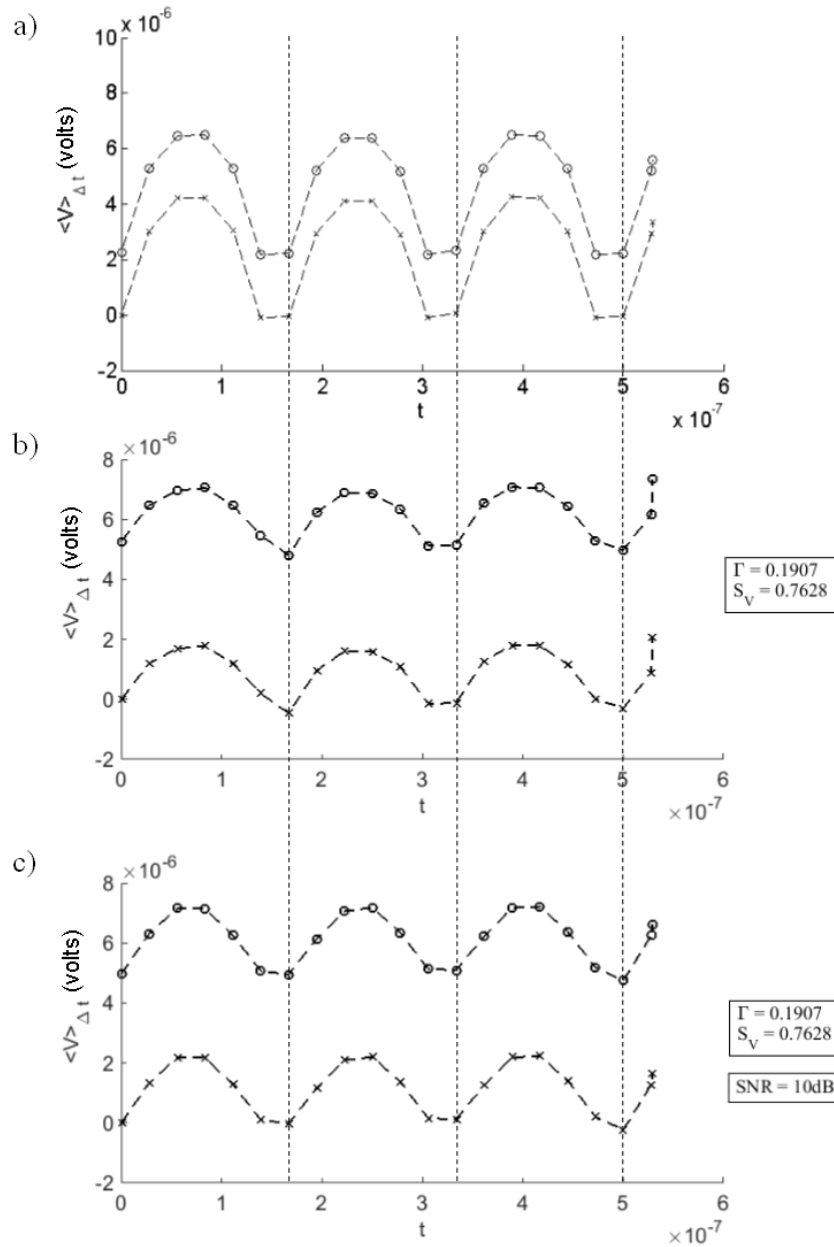 a)
x 10^-6
10
8
6
4
2
0
-2
<V>_Δt (volts)
0 1 2 3 4 5 6
t
x 10^-7
b)
×10^-6
8
6
4
2
0
-2
<V>_Δt (volts)
0 1 2 3 4 5 6
t
×10^-7
Γ = 0.1907
S_V = 0.7628
c)
×10^-6
8
6
4
2
0
-2
<V>_Δt (volts)
0 1 2 3 4 5 6
t
×10^-7
Γ = 0.1907
S_V = 0.7628
SNR = 10dB